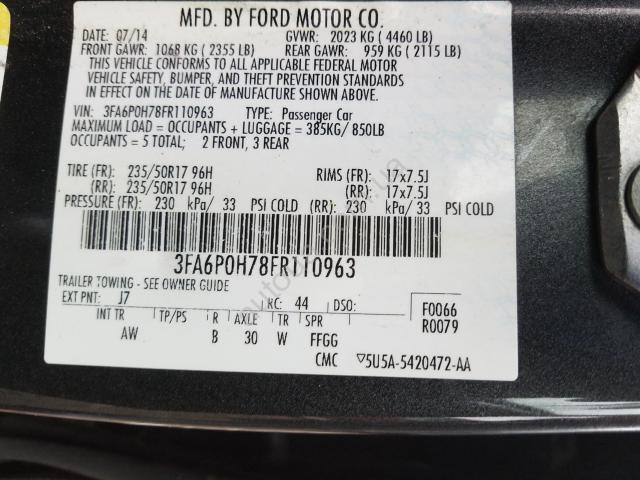 MFD. BY FORD MOTOR CO.
DATE: 07/14 GVWR: 2023 KG ( 4460 LB)
FRONT GAWR: 1068 KG ( 2355 LB) REAR GAWR: 959 KG ( 2115 LB)
THIS VEHICLE CONFORMS TO ALL APPLICABLE FEDERAL MOTOR
VEHICLE SAFETY, BUMPER, AND THEFT PREVENTION STANDARDS
IN EFFECT ON THE DATE OF MANUFACTURE SHOWN ABOVE.
VIN: 3FA6P0H78FR110963 TYPE: Passenger Car
MAXIMUM LOAD = OCCUPANTS + LUGGAGE = 385KG/ 850LB
OCCUPANTS = 5 TOTAL; 2 FRONT, 3 REAR
TIRE (FR): 235/50R17 96H RIMS (FR): 17x7.5J
(RR): 235/50R17 96H (RR): 17x7.5J
PRESSURE (FR): 230 kPa/ 33 PSI COLD (RR): 230 kPa/ 33 PSI COLD
3FA6P0H78FR110963
TRAILER TOWING - SEE OWNER GUIDE
EXT PNT: J7 RC: 44 DSO: F0066
R0079
INT TR TP/PS R AXLE TR SPR
AW B 30 W FFGG
CMC ▽5U5A-5420472-AA